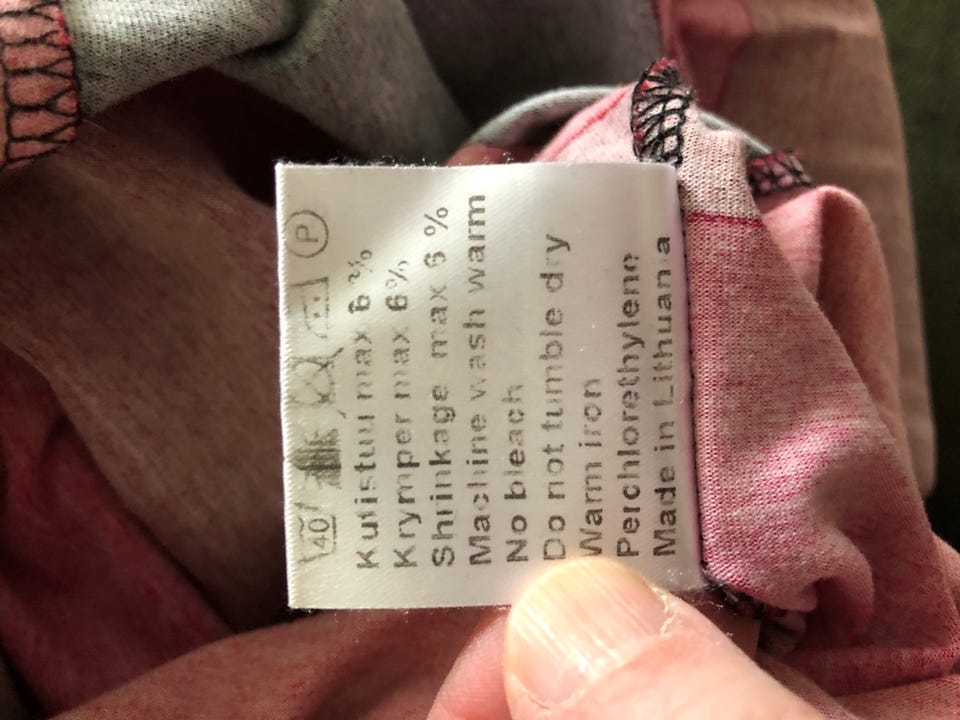 40 P
Kutistuu max 6 %
Krymper max 6%
Shrinkage max 6 %
Machine wash warm
No bleach
Do not tumble dry
Warm iron
Perchlorethylene
Made in Lithuania